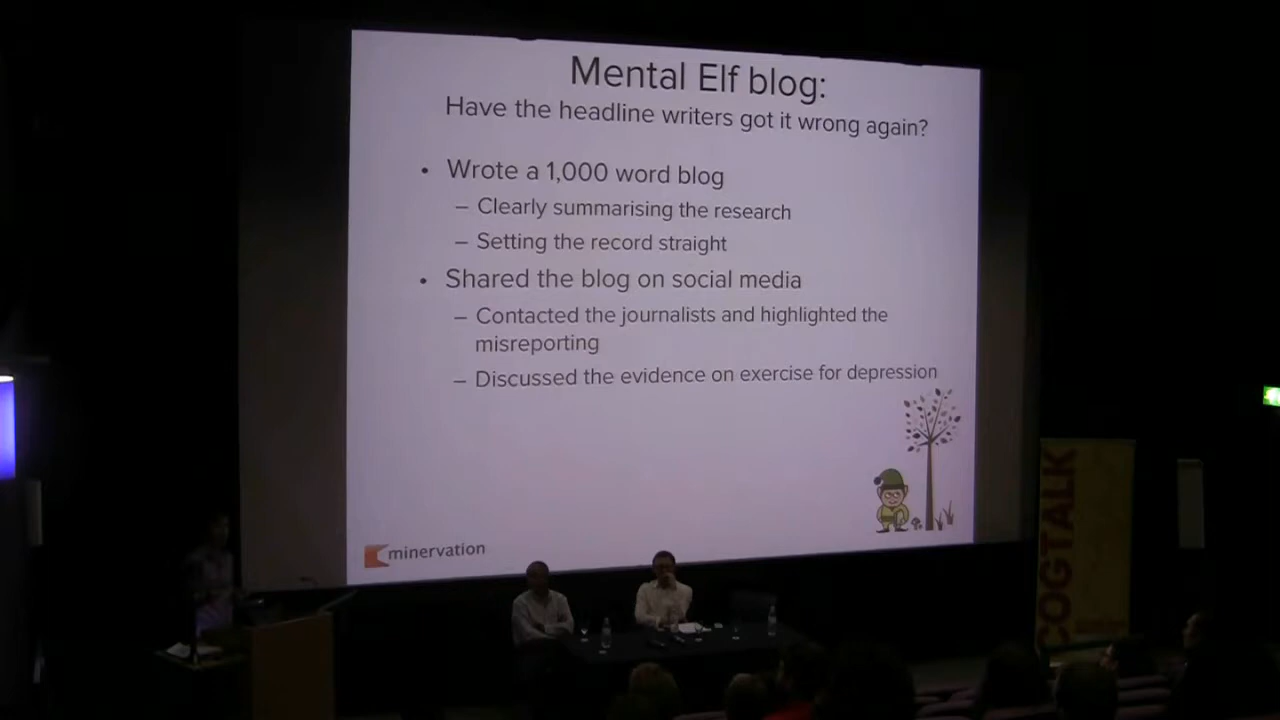 Mental Elf blog:
Have the headline writers got it wrong again?
• Wrote a 1,000 word blog
– Clearly summarising the research
– Setting the record straight
• Shared the blog on social media
– Contacted the journalists and highlighted the
misreporting
– Discussed the evidence on exercise for depression
minervation
COGTALK